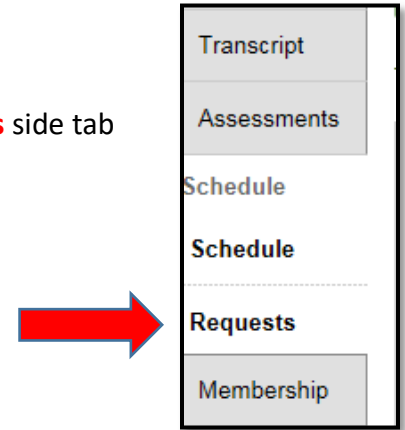 Transcript
s side tab
Assessments
Schedule
Schedule
Requests
Membership